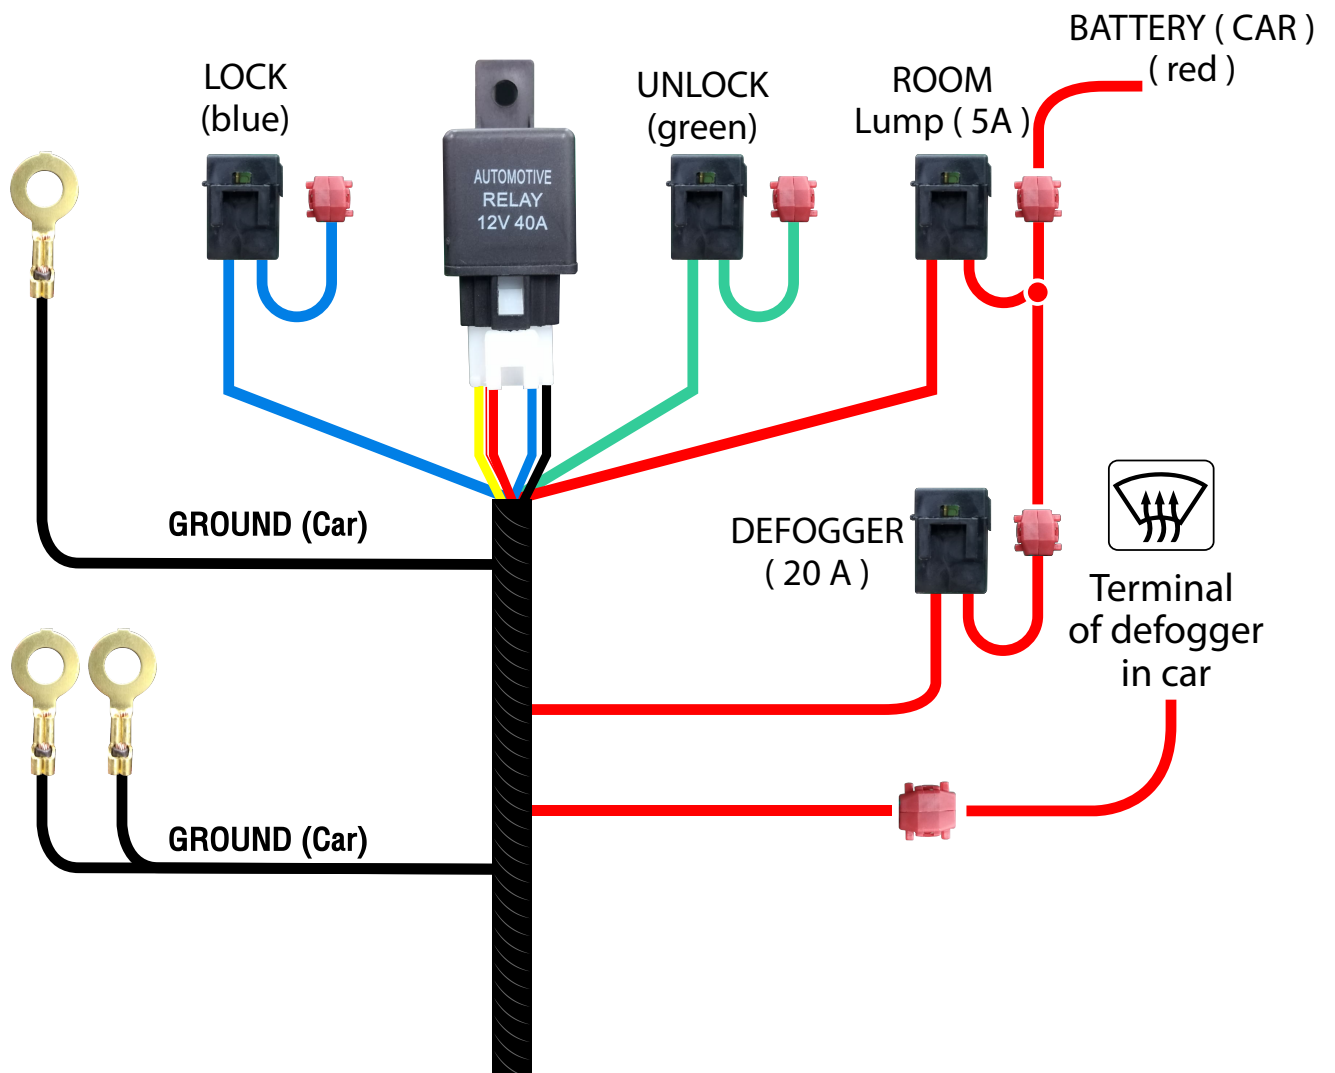 BATTERY ( CAR )
( red )
LOCK
(blue)
UNLOCK
(green)
ROOM
Lump ( 5A )
AUTOMOTIVE
RELAY
12V 40A
GROUND (Car)
DEFOGGER
( 20 A )
Terminal
of defogger
in car
GROUND (Car)